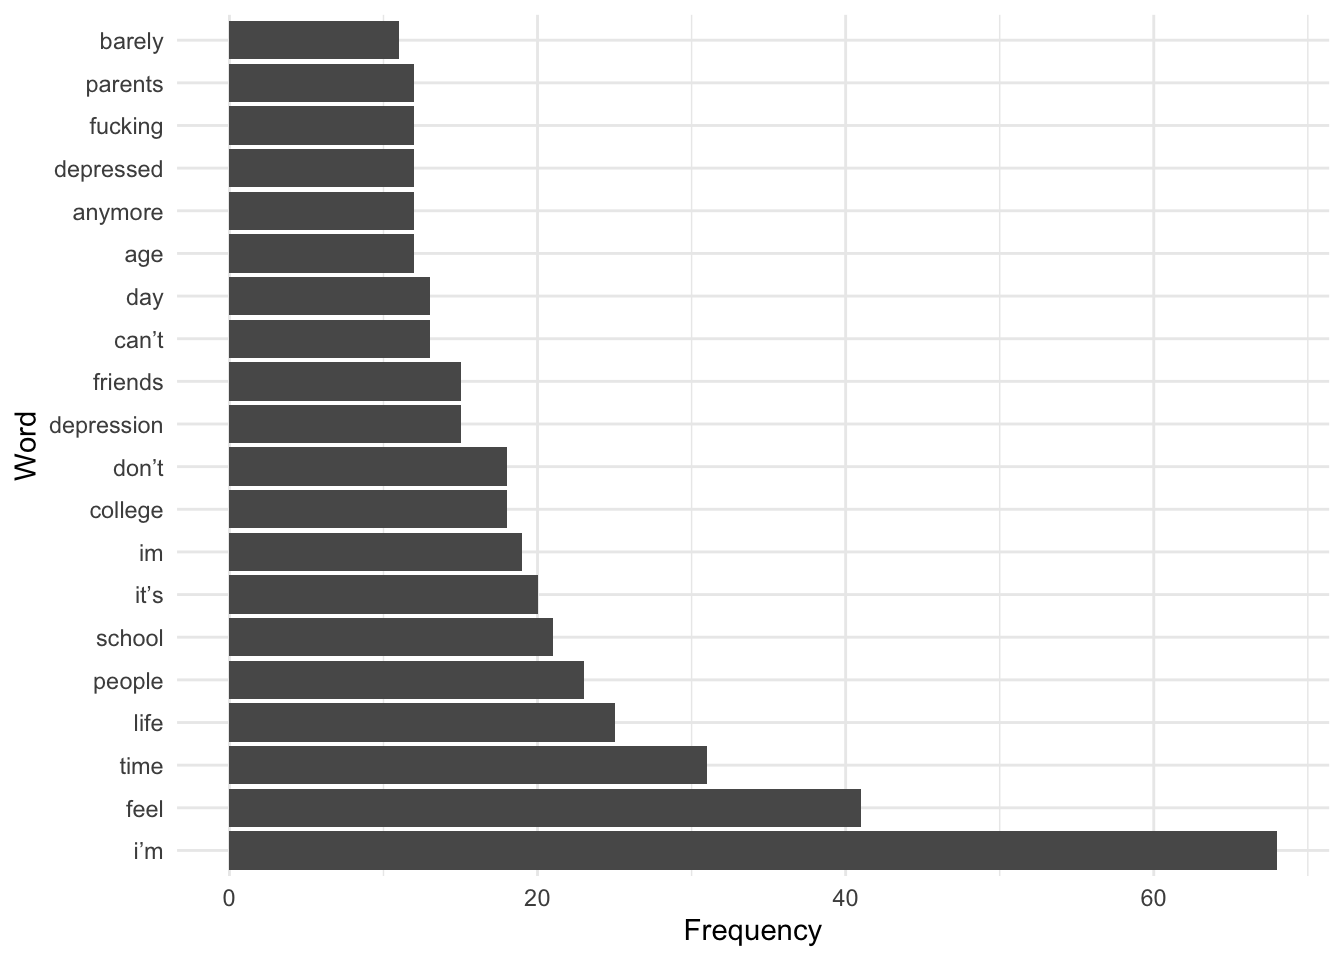 barely
parents
fucking
depressed
anymore
age
day
can’t
friends
depression
don’t
college
im
it’s
school
people
life
time
feel
i’m
Word
0 20 40 60
Frequency